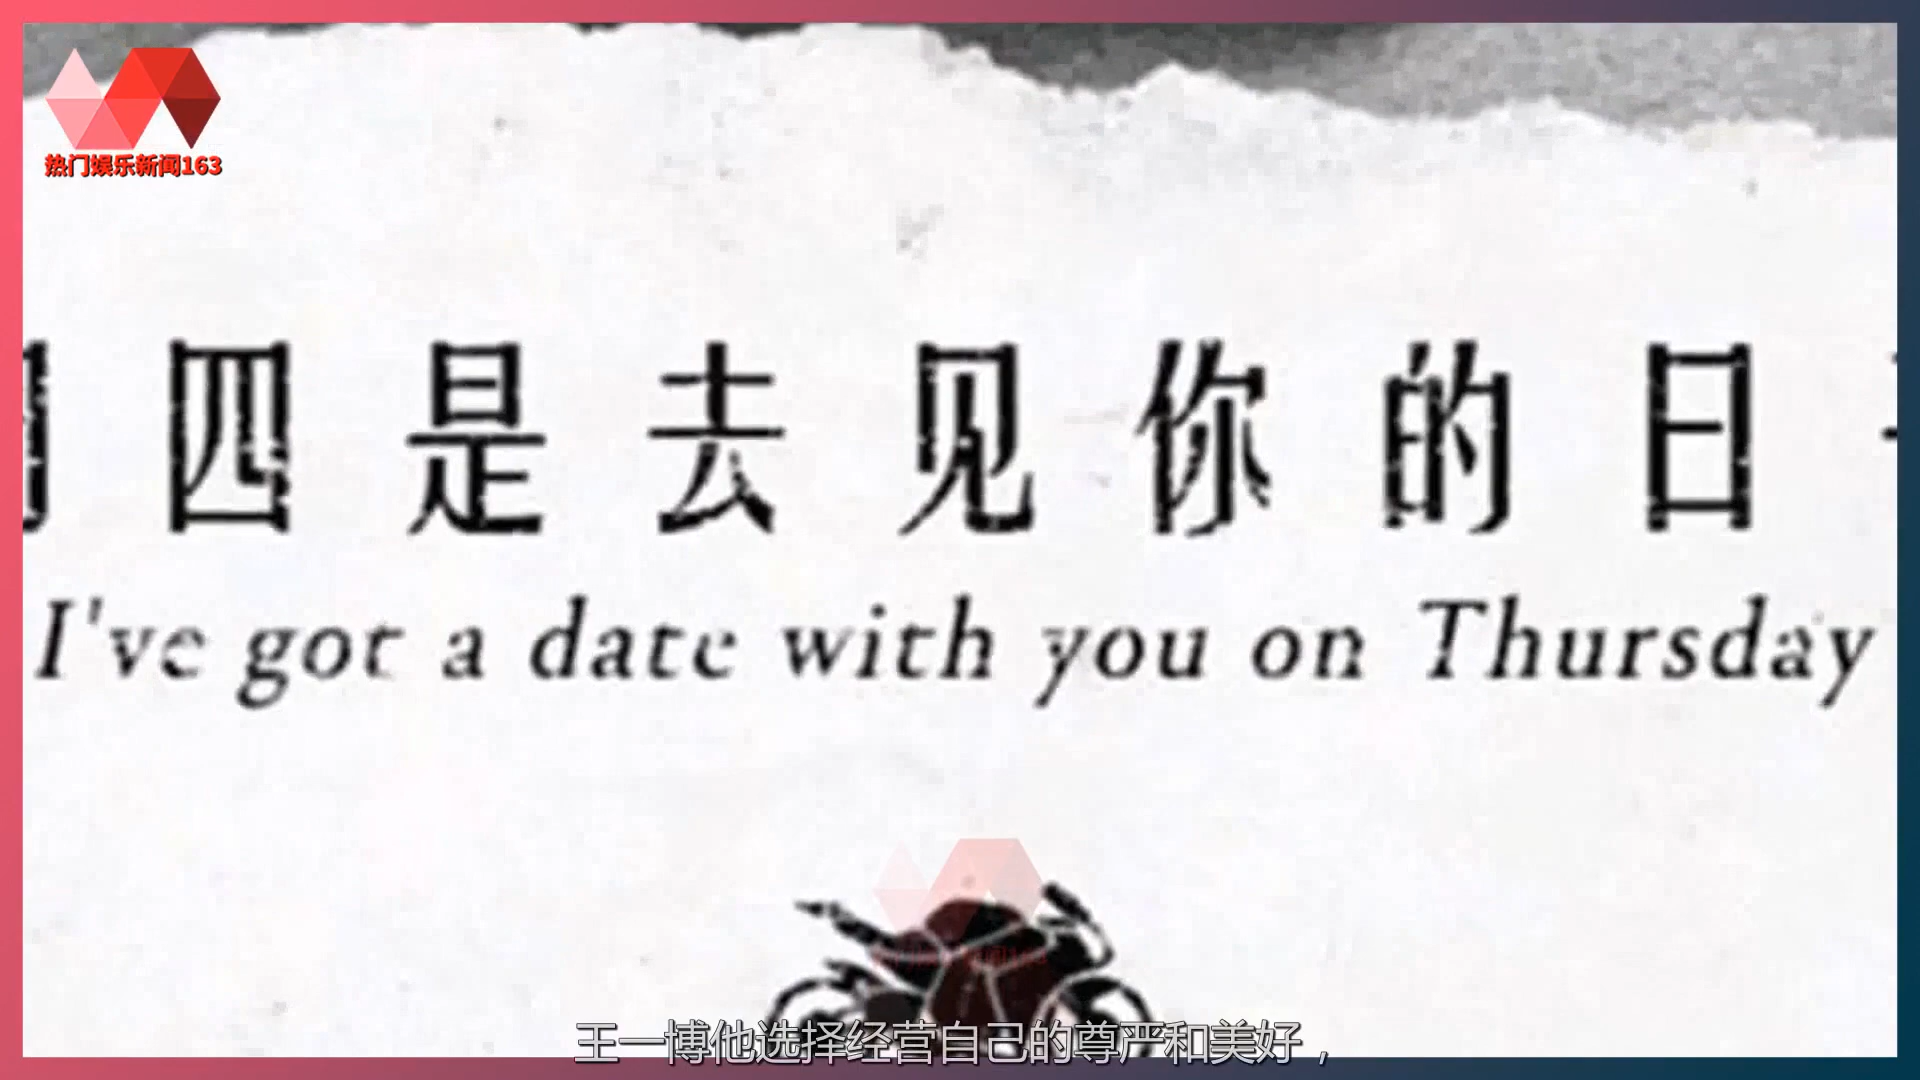 热门娱乐新闻163
四是去见你的日
I've got a date with you on Thursday
王一博他选择经营自己的尊严和美好，